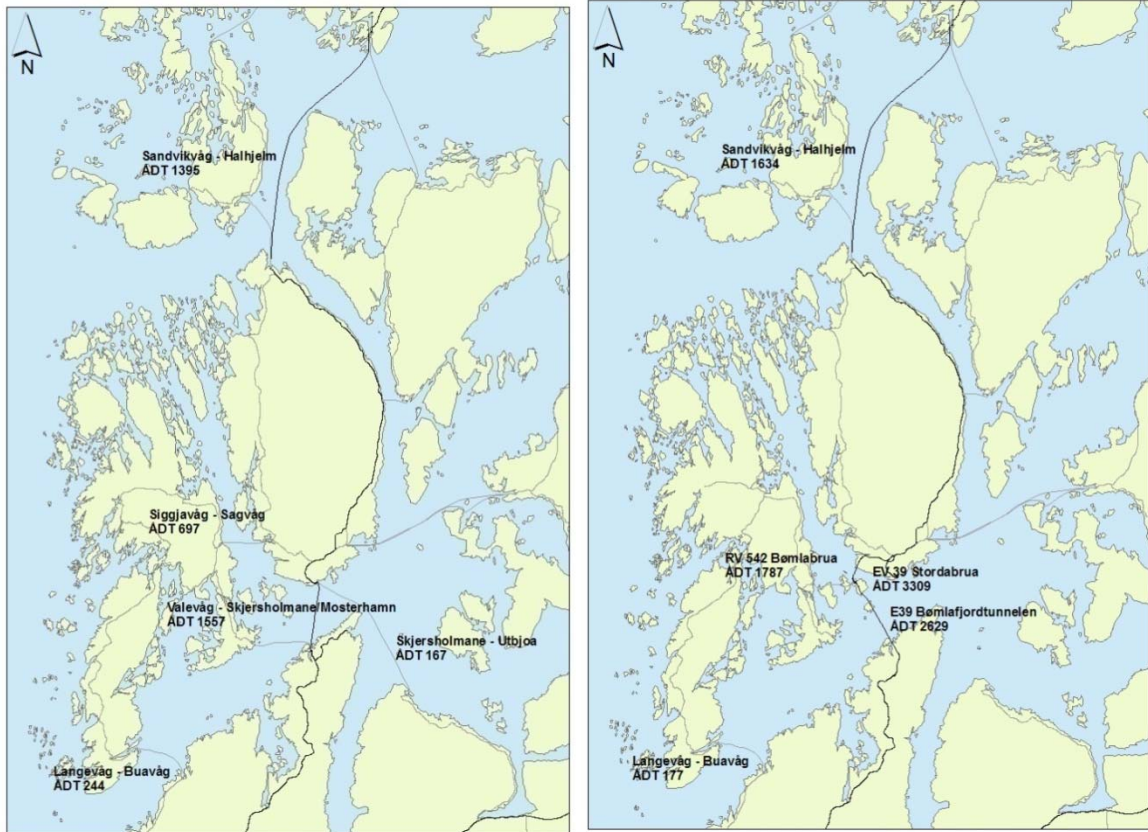 N
Sandvikvåg - Halhjelm
ÅDT 1395
Siggjavåg - Sagvåg
ÅDT 697
Valevåg - Skjersholmane/Mosterhamn
ÅDT 1557
Skjersholmane - Utbjoa
ÅDT 167
Langevåg - Buavåg
ÅDT 244
N
Sandvikvåg - Halhjelm
ÅDT 1634
RV 542 Bømlabrua
ÅDT 1787
EV 39 Stordabrua
ÅDT 3309
E39 Bømlafjordtunnelen
ÅDT 2629
Langevåg - Buavåg
ÅDT 177